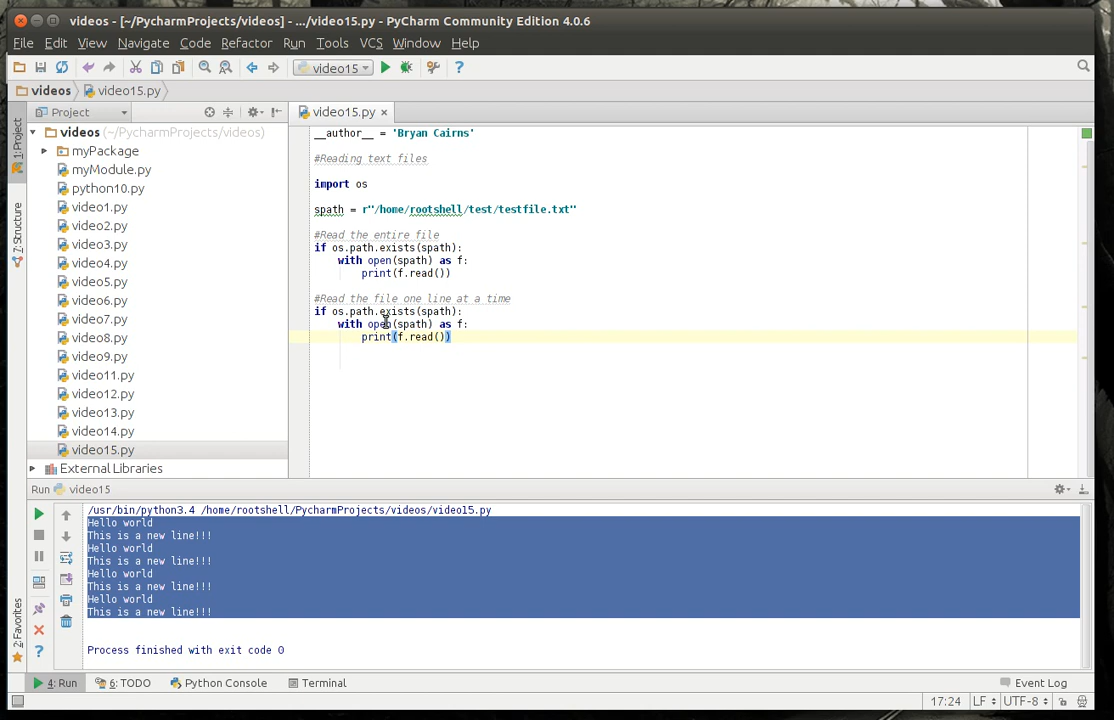 videos - [~/PycharmProjects/videos] - .../video15.py - PyCharm Community Edition 4.0.6
File Edit View Navigate Code Refactor Run Tools VCS Window Help
video15
videos video15.py
Project
video15.py
1: Project
7: Structure
2: Favorites
videos (~/PycharmProjects/videos)
myPackage
myModule.py
python10.py
video1.py
video2.py
video3.py
video4.py
video5.py
video6.py
video7.py
video8.py
video9.py
video11.py
video12.py
video13.py
video14.py
video15.py
External Libraries
__author__ = 'Bryan Cairns'
#Reading text files
import os
spath = r"/home/rootshell/test/testfile.txt"
#Read the entire file
if os.path.exists(spath):
with open(spath) as f:
print(f.read())
#Read the file one line at a time
if os.path.exists(spath):
with open(spath) as f:
print(f.read())
Run video15
/usr/bin/python3.4 /home/rootshell/PycharmProjects/videos/video15.py
Hello world
This is a new line!!!
Hello world
This is a new line!!!
Hello world
This is a new line!!!
Hello world
This is a new line!!!
Process finished with exit code 0
4: Run 6: TODO Python Console Terminal Event Log
17:24 LF UTF-8